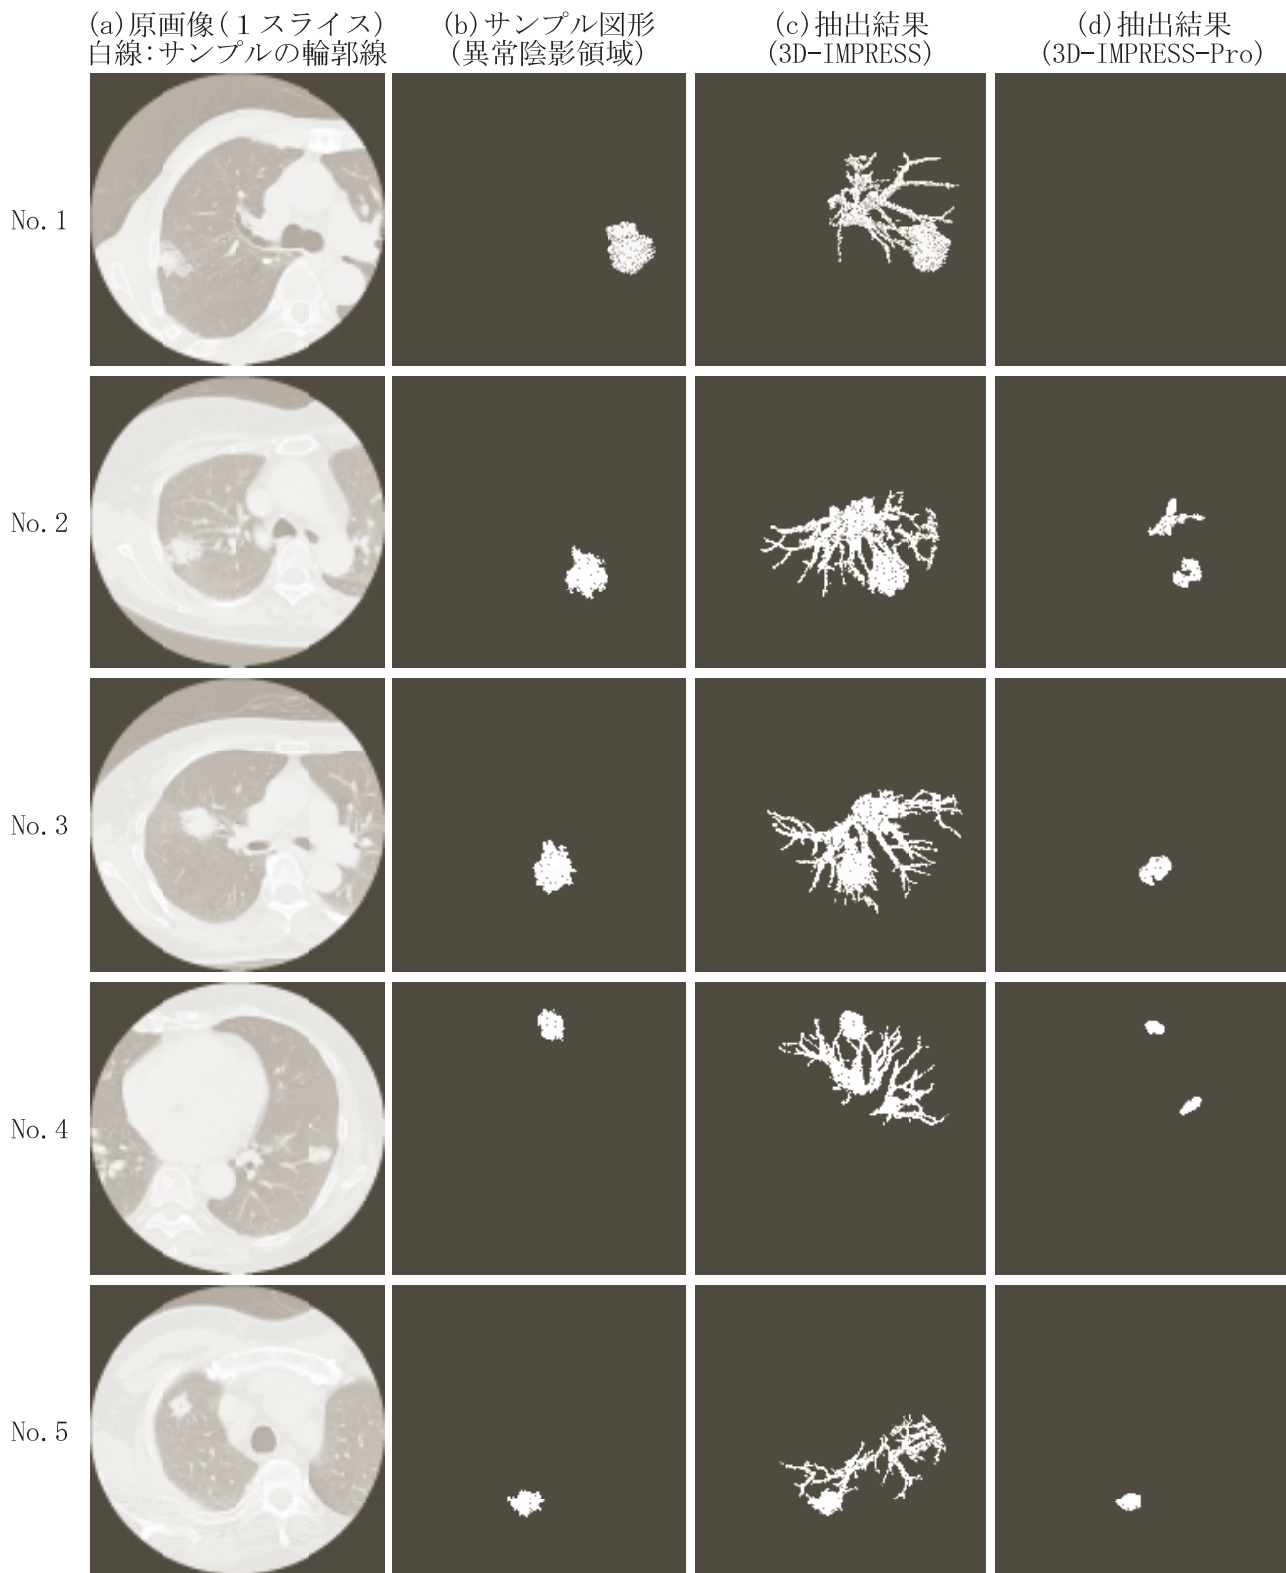 (a)原画像(1スライス)
白線:サンプルの輪郭線
(b)サンプル図形
(異常陰影領域)
(c)抽出結果
(3D-IMPRESS)
(d)抽出結果
(3D-IMPRESS-Pro)
No.1
No.2
No.3
No.4
No.5